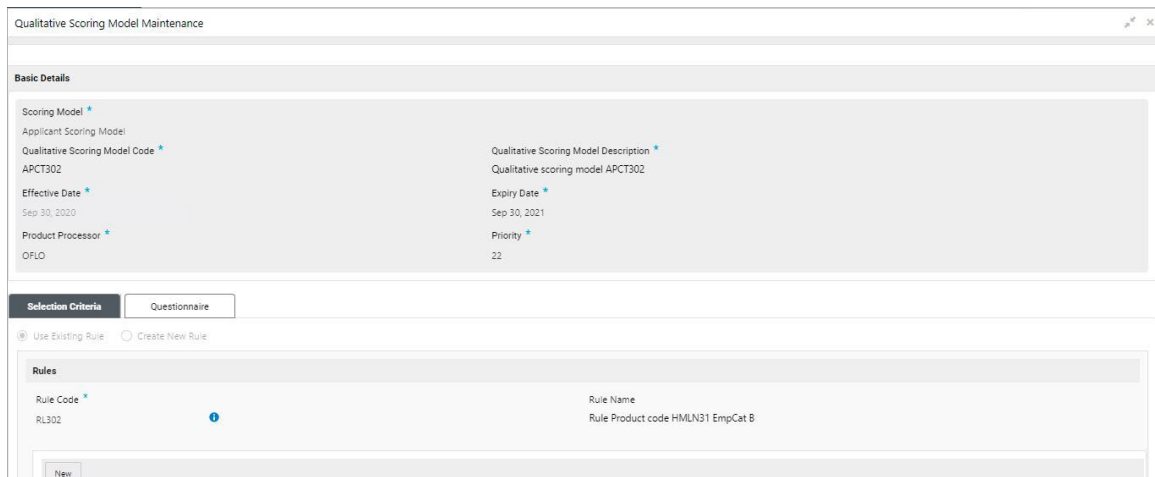 Qualitative Scoring Model Maintenance
Basic Details
Scoring Model *
Applicant Scoring Model
Qualitative Scoring Model Code * Qualitative Scoring Model Description *
APCT302 Qualitative scoring model APCT302
Effective Date * Expiry Date *
Sep 30, 2020 Sep 30, 2021
Product Processor * Priority *
OFLO 22
Selection Criteria Questionnaire
Use Existing Rule Create New Rule
Rules
Rule Code * Rule Name
RL302 Rule Product code HMLN31 EmpCat B
New